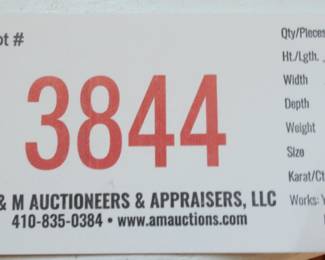 ot #
3844
& M AUCTIONEERS & APPRAISERS, LLC
410-835-0384 • www.amauctions.com
Qty/Pieces
Ht./Lgth.
Width
Depth
Weight
Size
Karat/Ct
Works: Y